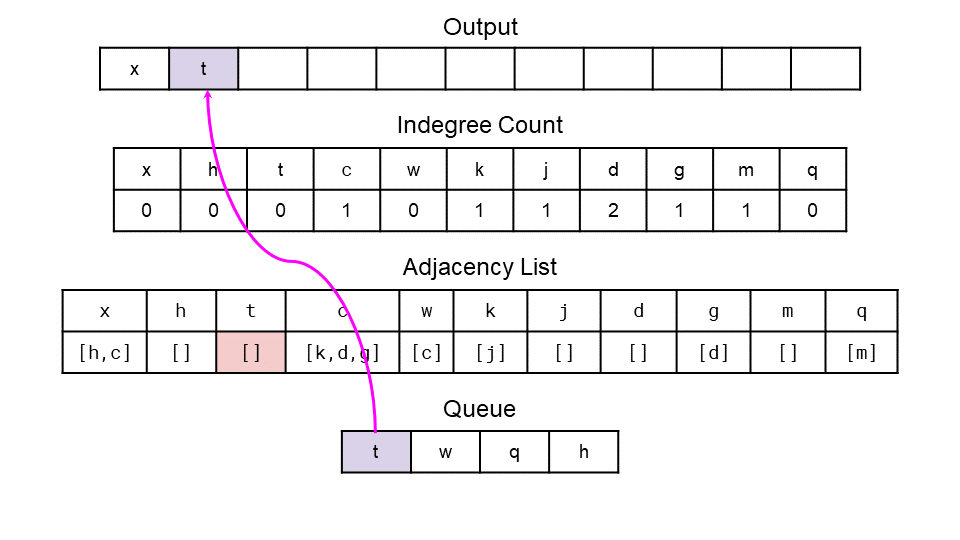 Output
x t
Indegree Count
x h t c w k j d g m q
0 0 0 1 0 1 1 2 1 1 0
Adjacency List
x h t c w k j d g m q
[h,c] [] [] [k,d,g] [c] [j] [] [] [d] [] [m]
Queue
t w q h